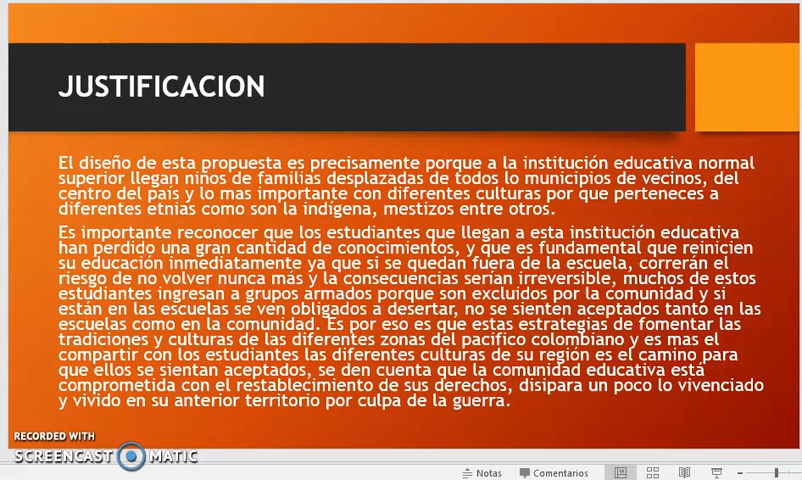 JUSTIFICACION
El diseño de esta propuesta es precisamente porque a la institución educativa normal
superior llegan niños de familias desplazadas de todos lo municipios de vecinos, del
centro del país y lo mas importante con diferentes culturas por que perteneces a
diferentes etnias como son la indígena, mestizos entre otros.
Es importante reconocer que los estudiantes que llegan a esta institución educativa
han perdido una gran cantidad de conocimientos, y que es fundamental que reinicien
su educación inmediatamente ya que si se quedan fuera de la escuela, correrán el
riesgo de no volver nunca más y la consecuencias serían irreversible, muchos de estos
estudiantes ingresan a grupos armados porque son excluidos por la comunidad y si
están en las escuelas se ven obligados a desertar, no se sienten aceptados tanto en las
escuelas como en la comunidad. Es por eso es que estas estrategias de fomentar las
tradiciones y culturas de las diferentes zonas del pacifico colombiano y es mas el
compartir con los estudiantes las diferentes culturas de su región es el camino para
que ellos se sientan aceptados, se den cuenta que la comunidad educativa está
comprometida con el restablecimiento de sus derechos, disipara un poco lo vivenciado
y vivido en su anterior territorio por culpa de la guerra.
RECORDED WITH
SCREENCAST MATIC
Notas Comentarios